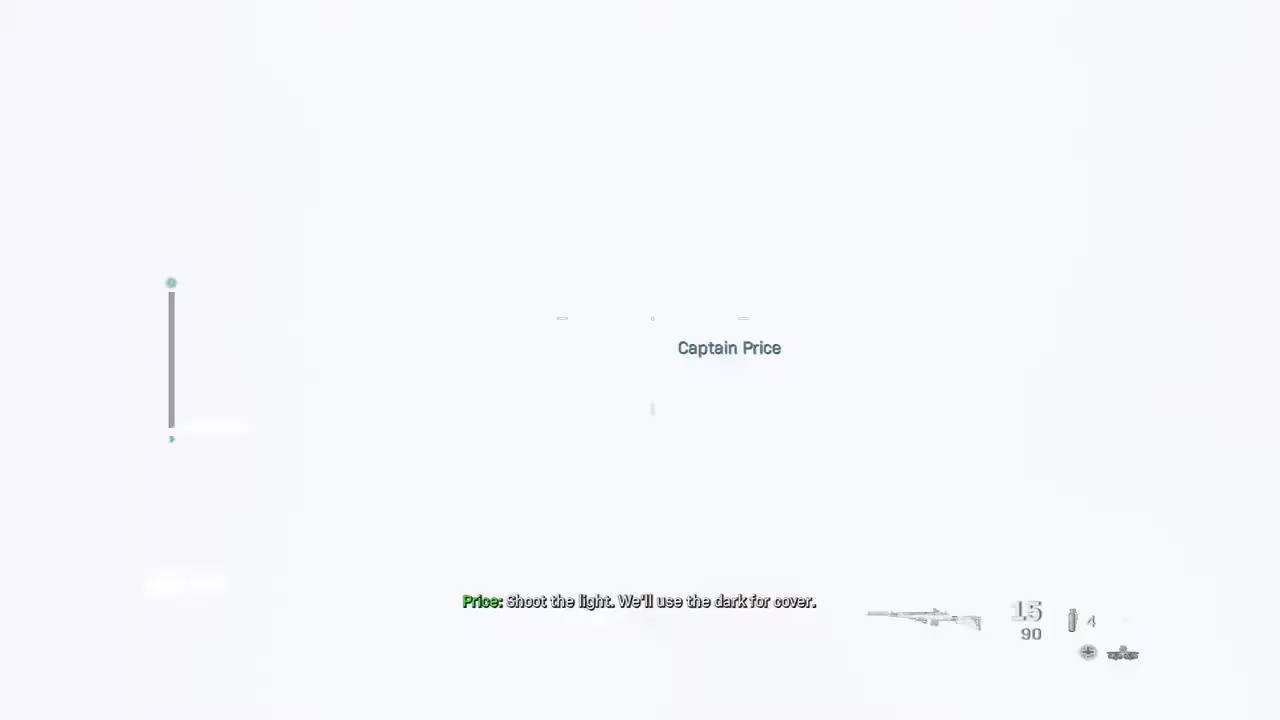 Captain Price
Price: Shoot the light. We'll use the dark for cover.
15
4
90